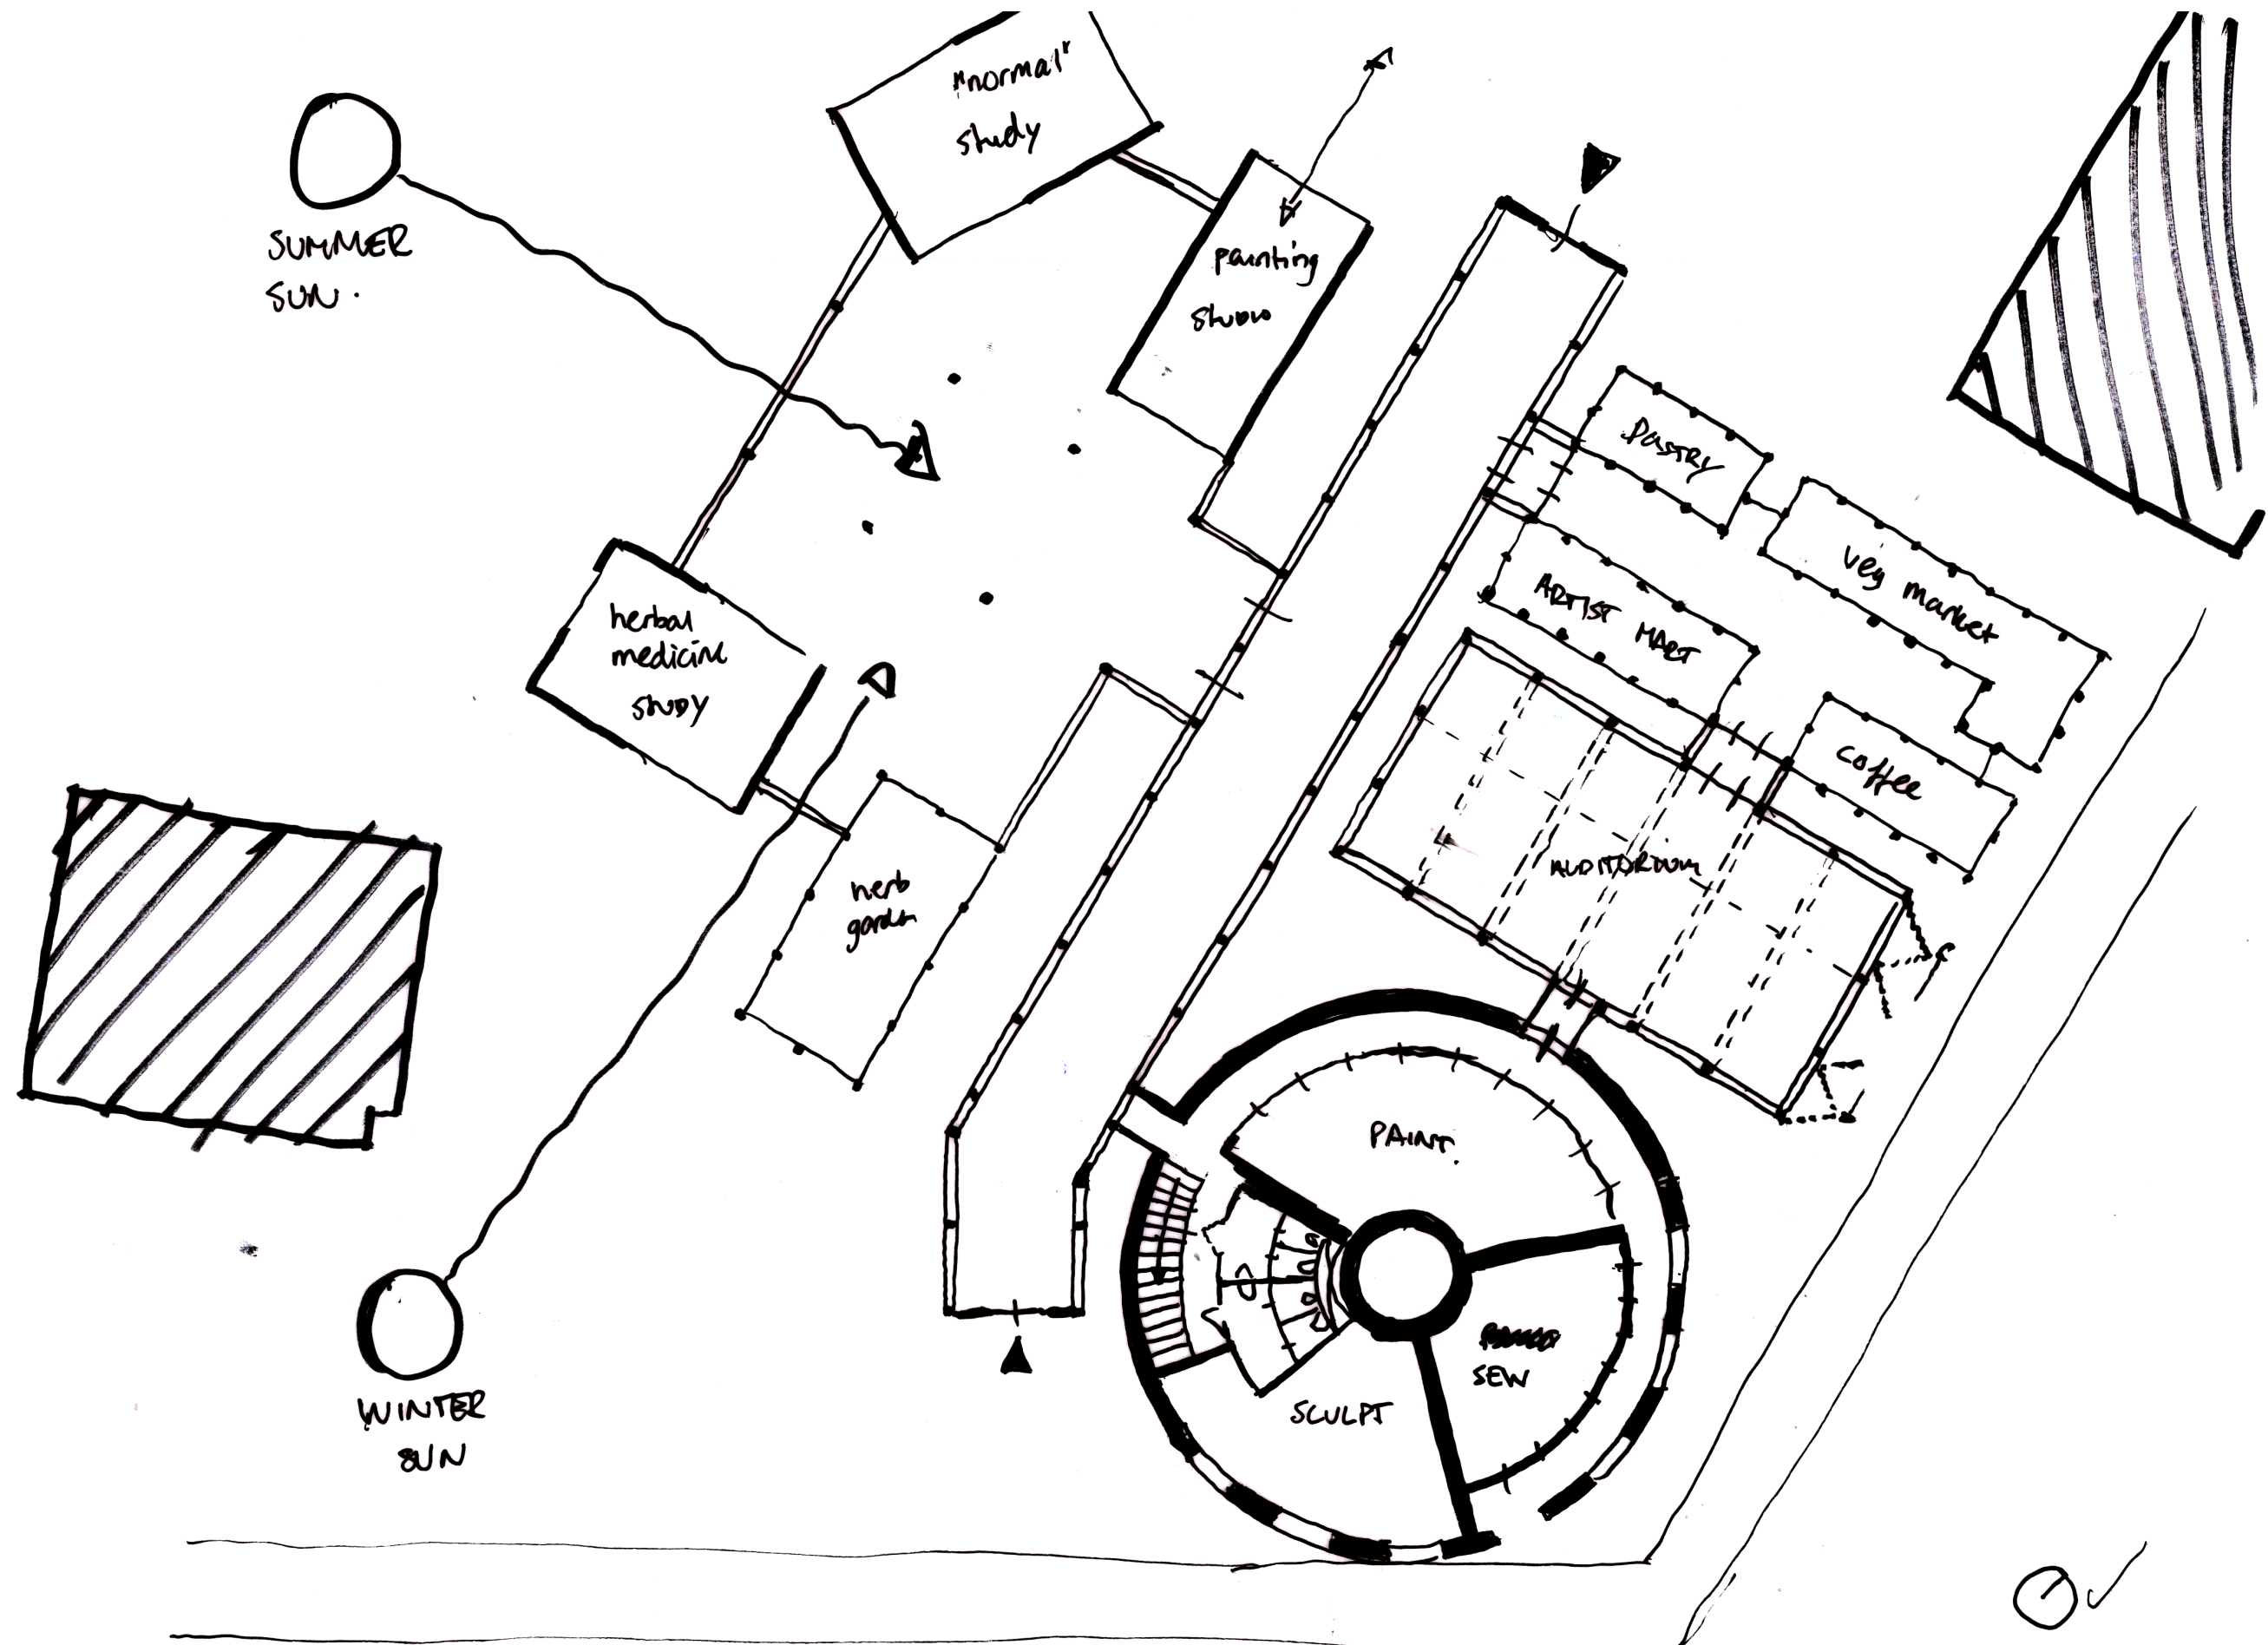 "normal"
study
SUMMER
SUN.
painting
studio
PASTRY
veg market
ARTIST MART
herbal
medicine
study
coffee
AUDITORIUM
herb
garden
PAINT.
SEW
SCULPT
WINTER
SUN